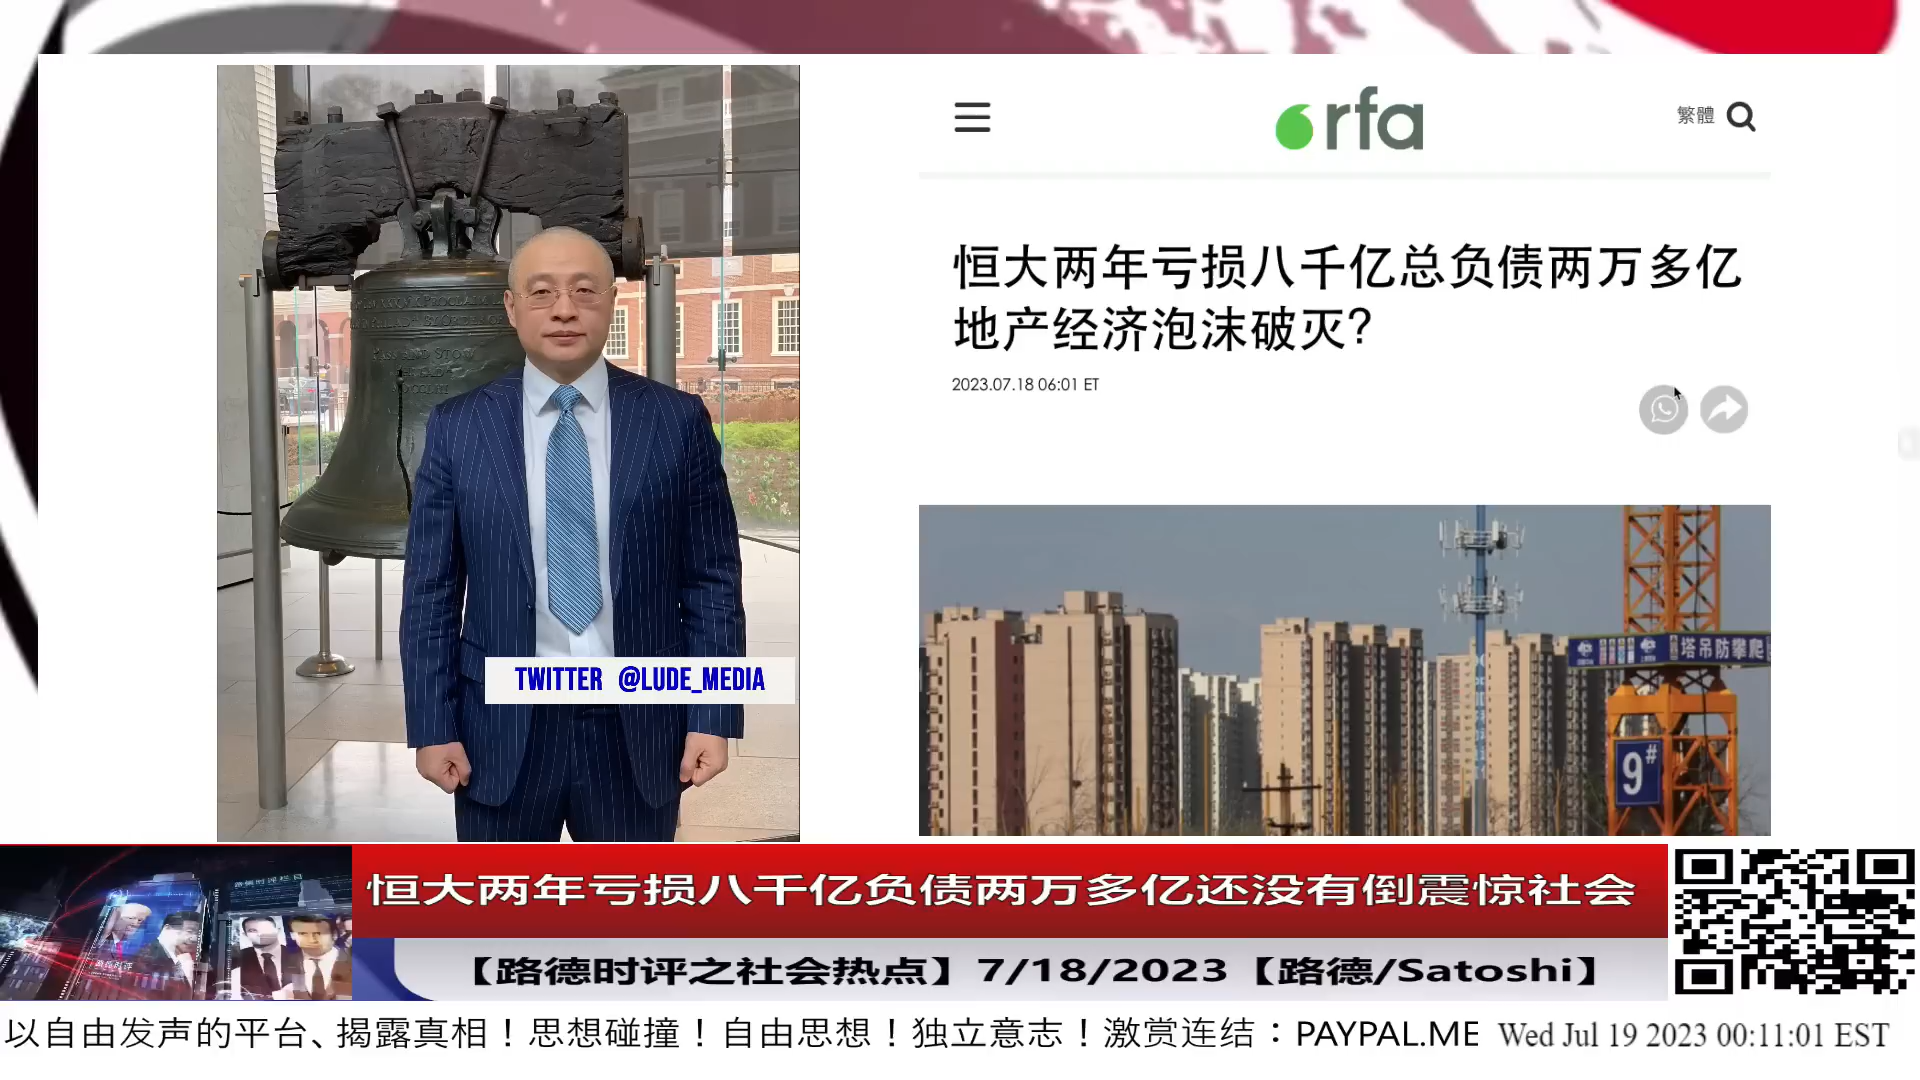 rfa
繁體
恒大两年亏损八千亿总负债两万多亿
地产经济泡沫破灭？
2023.07.18 06:01 ET
PASS AND STOW
TWITTER @LUDE_MEDIA
塔吊防攀爬
9#
恒大两年亏损八千亿负债两万多亿还没有倒震惊社会
【路德时评之社会热点】7/18/2023【路德/Satoshi】
以自由发声的平台、揭露真相！思想碰撞！自由思想！独立意志！激赏连结：PAYPAL.ME
Wed Jul 19 2023 00:11:01 EST